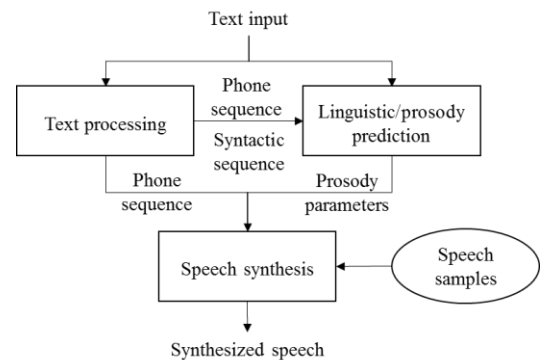 Text input
Text processing
Phone
sequence
Syntactic
sequence
Linguistic/prosody
prediction
Phone
sequence
Prosody
parameters
Speech synthesis
Speech
samples
Synthesized speech